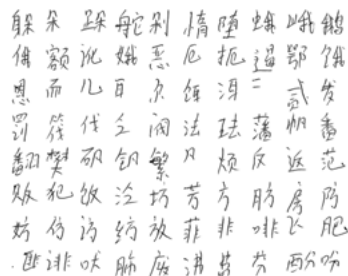 躲朵跺舵剁惰堕蛾峨鹅
俄额讹娥恶厄扼遏鄂饿
恩而儿耳尔饵洱二贰发
罚筏伐乏阀法珐藩帆番
翻樊矾钒繁凡烦反返范
贩犯饭泛坊芳方肪房防
妨仿访纺放菲非啡飞肥
匪诽吠肺废沸费芬酚吩